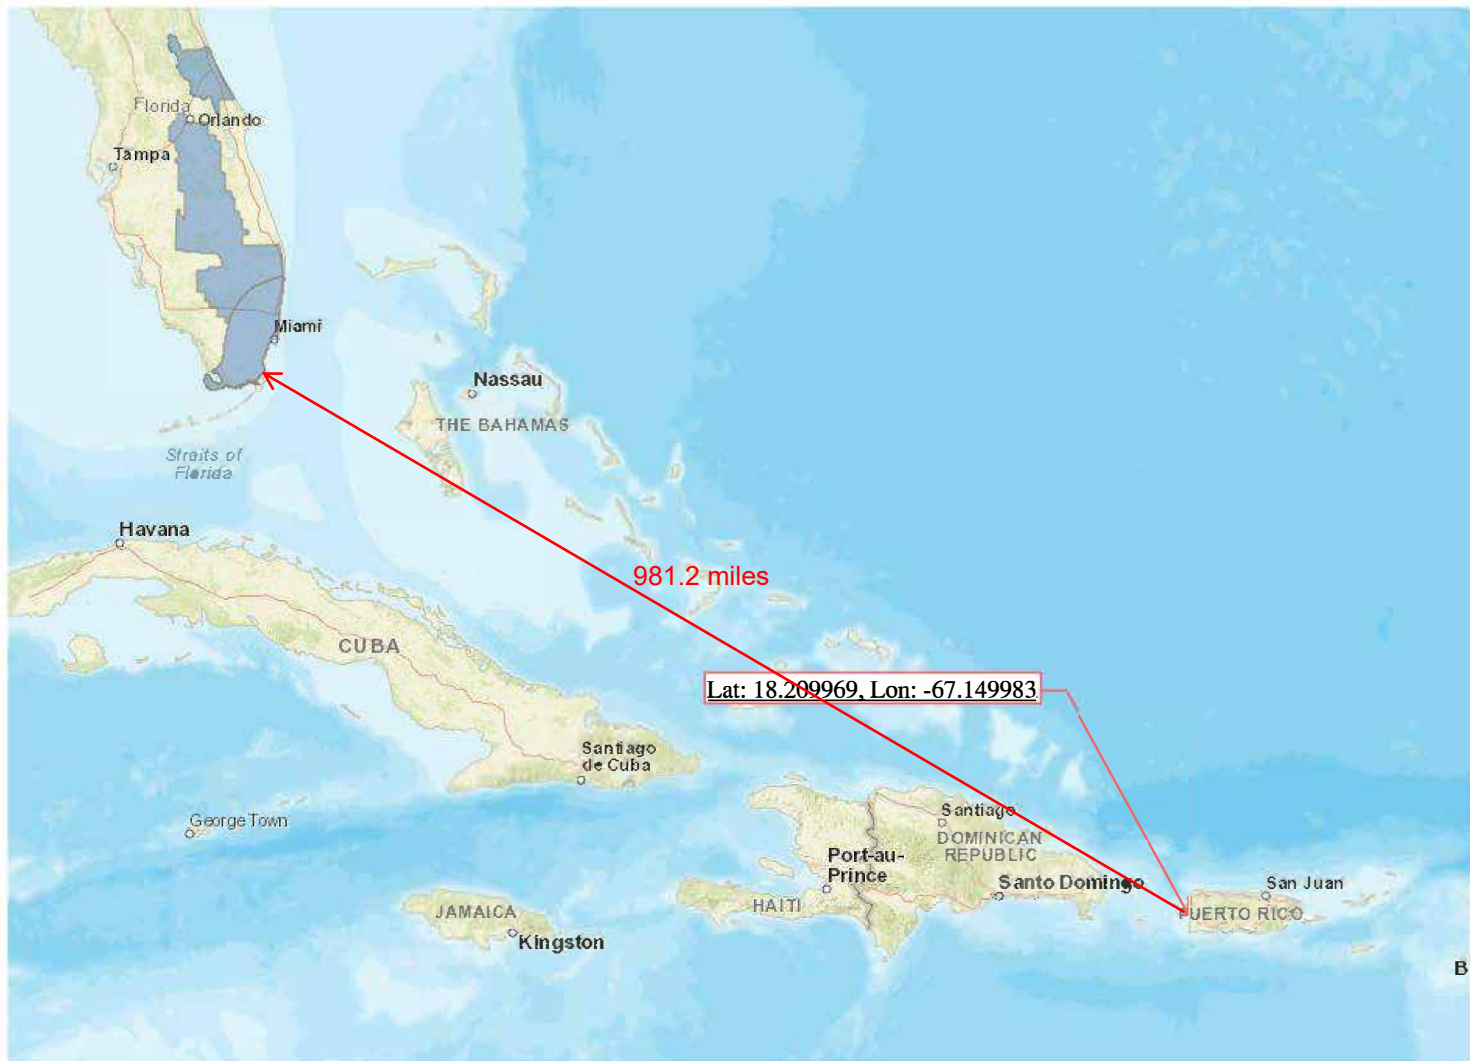 Florida
Orlando
Tampa
Miami
Nassau
THE BAHAMAS
Straits of
Florida
Havana
981.2 miles
CUBA
Lat: 18.209969, Lon: -67.149983
Santiago
de Cuba
George Town
Santiago
DOMINICAN
REPUBLIC
Port-au-
Prince
Santo Domingo
San Juan
HAITI
JAMAICA
PUERTO RICO
Kingston
B